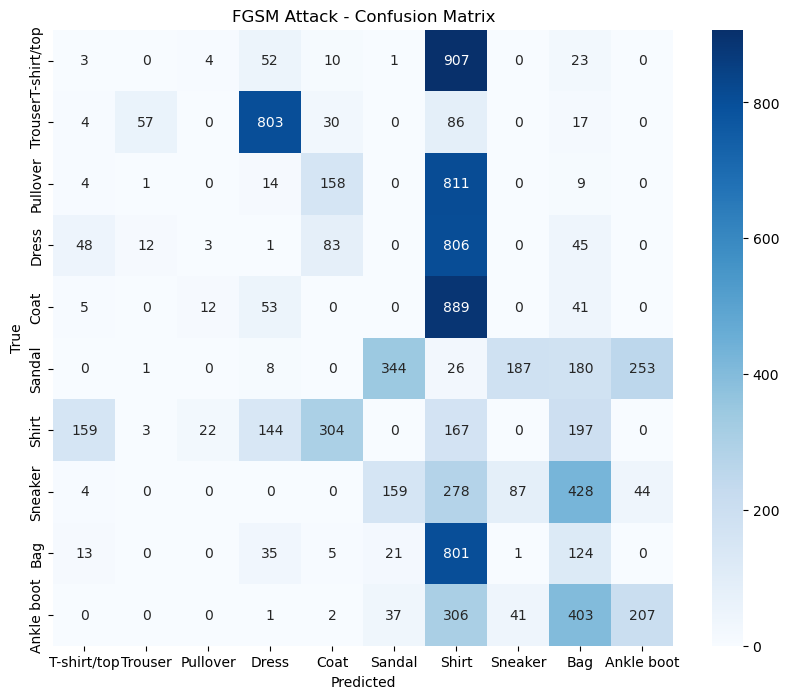 FGSM Attack - Confusion Matrix
True
T-shirt/top 3 0 4 52 10 1 907 0 23 0
Trouser 4 57 0 803 30 0 86 0 17 0
Pullover 4 1 0 14 158 0 811 0 9 0
Dress 48 12 3 1 83 0 806 0 45 0
Coat 5 0 12 53 0 0 889 0 41 0
Sandal 0 1 0 8 0 344 26 187 180 253
Shirt 159 3 22 144 304 0 167 0 197 0
Sneaker 4 0 0 0 0 159 278 87 428 44
Bag 13 0 0 35 5 21 801 1 124 0
Ankle boot 0 0 0 1 2 37 306 41 403 207
T-shirt/top Trouser Pullover Dress Coat Sandal Shirt Sneaker Bag Ankle boot
Predicted
800
600
400
200
0